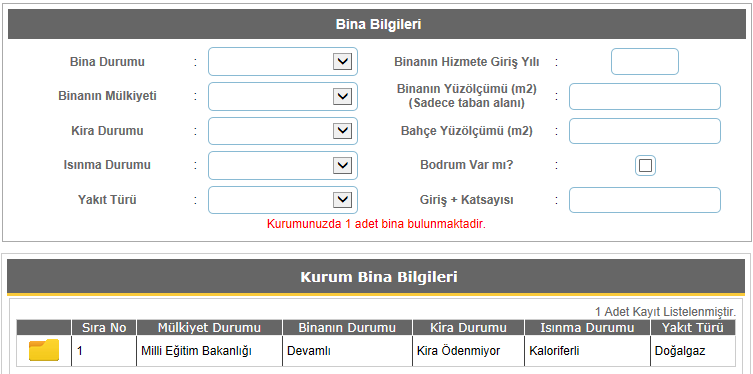 Bina Bilgileri
Bina Durumu : Binanın Hizmete Giriş Yılı :
Binanın Mülkiyeti : Binanın Yüzölçümü (m2) :
(Sadece taban alanı)
Kira Durumu : Bahçe Yüzölçümü (m2) :
Isınma Durumu : Bodrum Var mı? :
Yakıt Türü : Giriş + Katsayısı :
Kurumunuzda 1 adet bina bulunmaktadir.
Kurum Bina Bilgileri
1 Adet Kayıt Listelenmiştir.
Sıra No Mülkiyet Durumu Binanın Durumu Kira Durumu Isınma Durumu Yakıt Türü
1 Milli Eğitim Bakanlığı Devamlı Kira Ödenmiyor Kaloriferli Doğalgaz